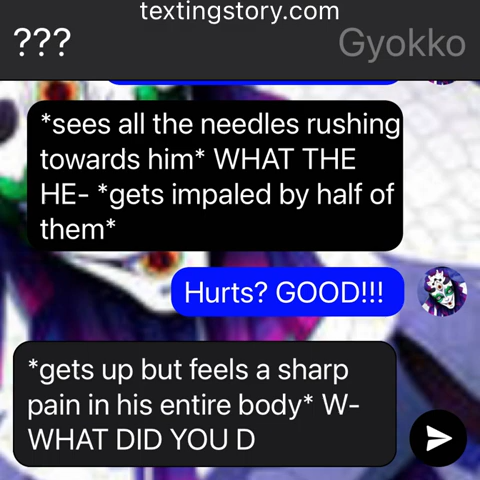 textingstory.com
???
Gyokko
*sees all the needles rushing
towards him* WHAT THE
HE- *gets impaled by half of
them*
Hurts? GOOD!!!
*gets up but feels a sharp
pain in his entire body* W-
WHAT DID YOU D